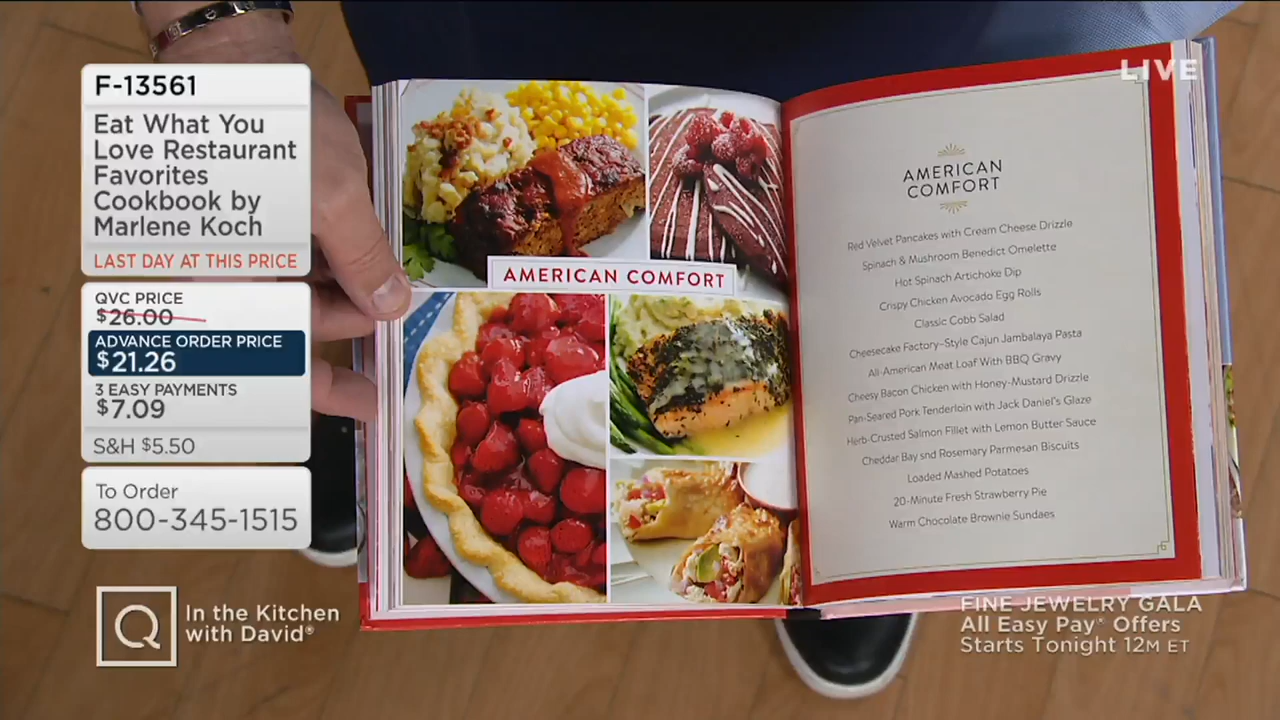 F-13561
Eat What You
Love Restaurant
Favorites
Cookbook by
Marlene Koch
LAST DAY AT THIS PRICE
QVC PRICE
$26.00
ADVANCE ORDER PRICE
$21.26
3 EASY PAYMENTS
$7.09
S&H $5.50
To Order
800-345-1515
Q
In the Kitchen
with David®
AMERICAN COMFORT
LIVE
AMERICAN
COMFORT
Red Velvet Pancakes with Cream Cheese Drizzle
Spinach & Mushroom Benedict Omelette
Hot Spinach Artichoke Dip
Crispy Chicken Avocado Egg Rolls
Classic Cobb Salad
Cheesecake Factory–Style Cajun Jambalaya Pasta
All-American Meat Loaf With BBQ Gravy
Cheesy Bacon Chicken with Honey-Mustard Drizzle
Pan-Seared Pork Tenderloin with Jack Daniel's Glaze
Herb-Crusted Salmon Fillet with Lemon Butter Sauce
Cheddar Bay snd Rosemary Parmesan Biscuits
Loaded Mashed Potatoes
20-Minute Fresh Strawberry Pie
Warm Chocolate Brownie Sundaes
FINE JEWELRY GALA
All Easy Pay® Offers
Starts Tonight 12M ET